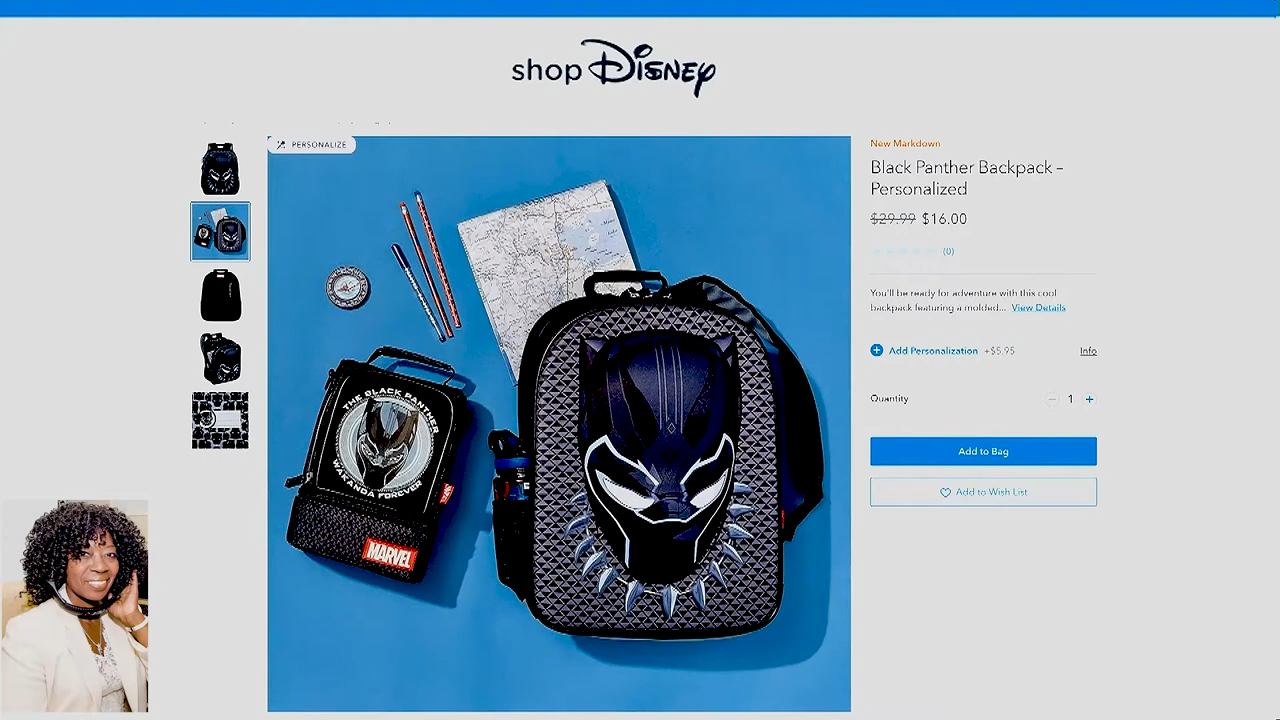 shop Disney
PERSONALIZE
New Markdown
Black Panther Backpack –
Personalized
$29.99 $16.00
(0)
You'll be ready for adventure with this cool
backpack featuring a molded... View Details
Add Personalization +$5.95 Info
Quantity
1
Add to Bag
Add to Wish List
THE BLACK PANTHER
WAKANDA FOREVER
MARVEL